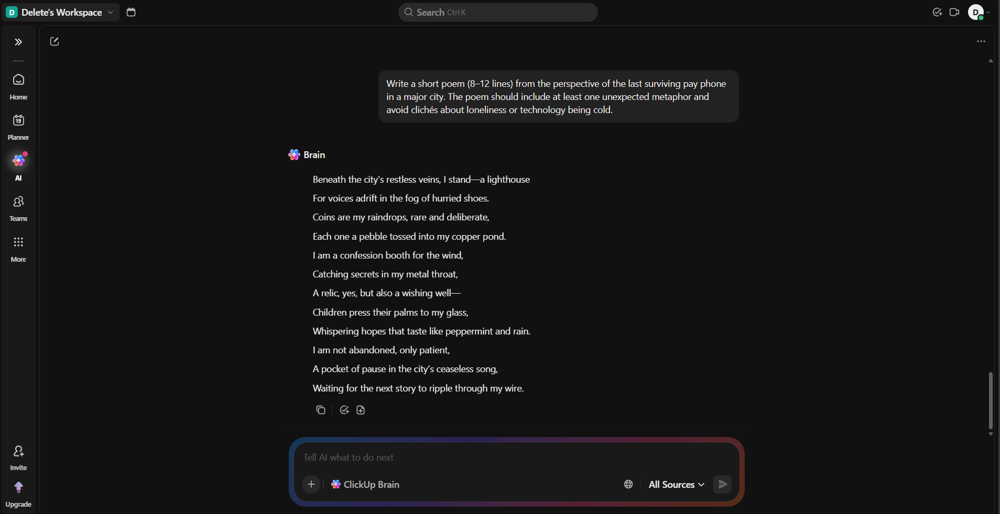 D Delete's Workspace
Search Ctrl K
D
Home
19
Planner
AI
Teams
More
Invite
Upgrade
Write a short poem (8–12 lines) from the perspective of the last surviving pay phone
in a major city. The poem should include at least one unexpected metaphor and
avoid clichés about loneliness or technology being cold.
Brain
Beneath the city’s restless veins, I stand—a lighthouse
For voices adrift in the fog of hurried shoes.
Coins are my raindrops, rare and deliberate,
Each one a pebble tossed into my copper pond.
I am a confession booth for the wind,
Catching secrets in my metal throat,
A relic, yes, but also a wishing well—
Children press their palms to my glass,
Whispering hopes that taste like peppermint and rain.
I am not abandoned, only patient,
A pocket of pause in the city’s ceaseless song,
Waiting for the next story to ripple through my wire.
Tell AI what to do next
ClickUp Brain
All Sources